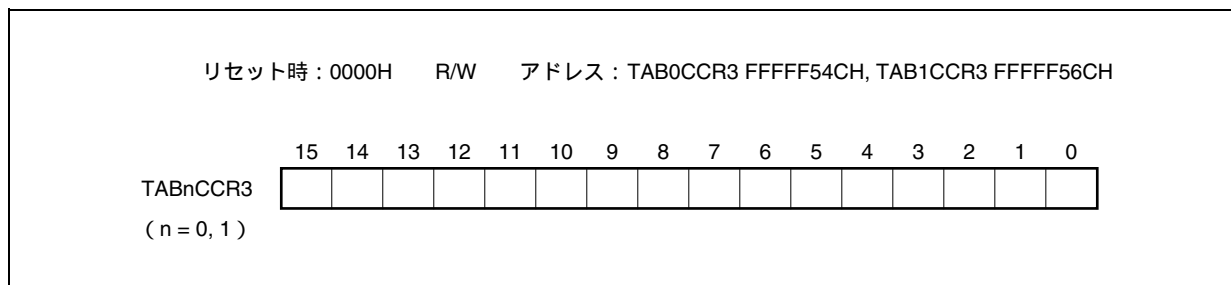 リセット時：0000H R/W アドレス：TAB0CCR3 FFFFF54CH, TAB1CCR3 FFFFF56CH
15 14 13 12 11 10 9 8 7 6 5 4 3 2 1 0
TABnCCR3
（n = 0, 1）